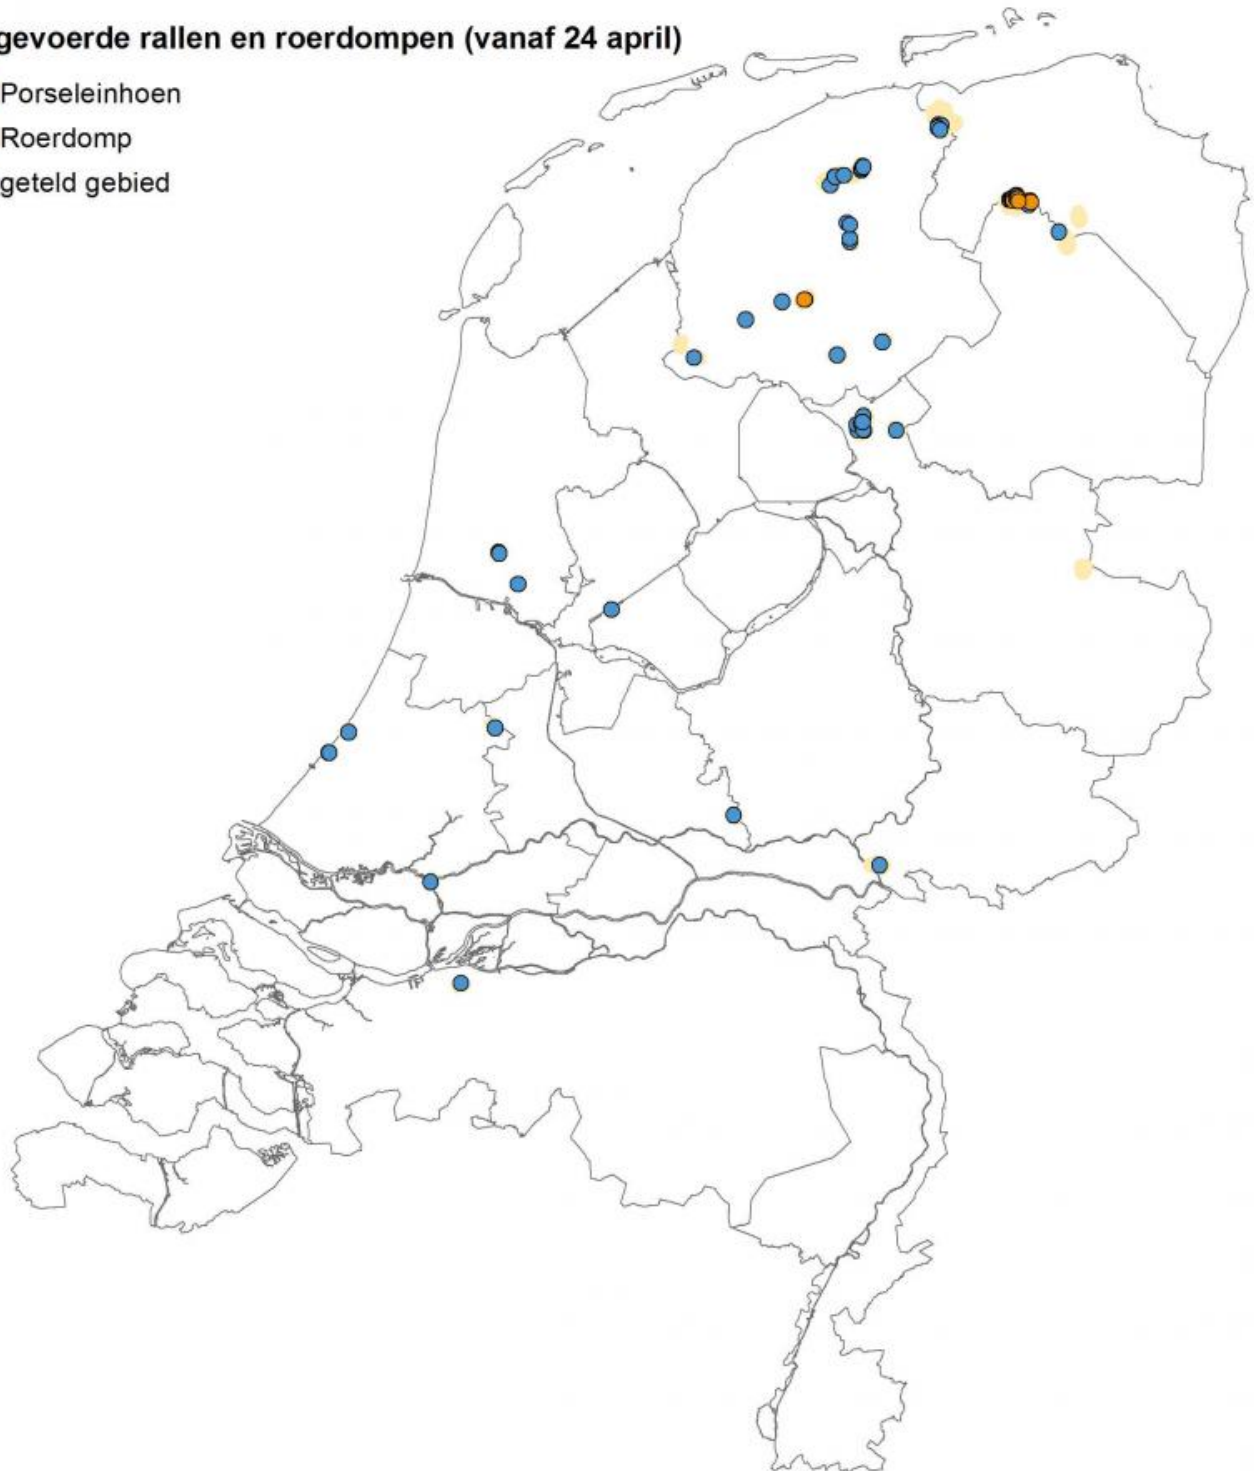 gevoerde rallen en roerdompen (vanaf 24 april)
Porseleinhoen
Roerdomp
geteld gebied